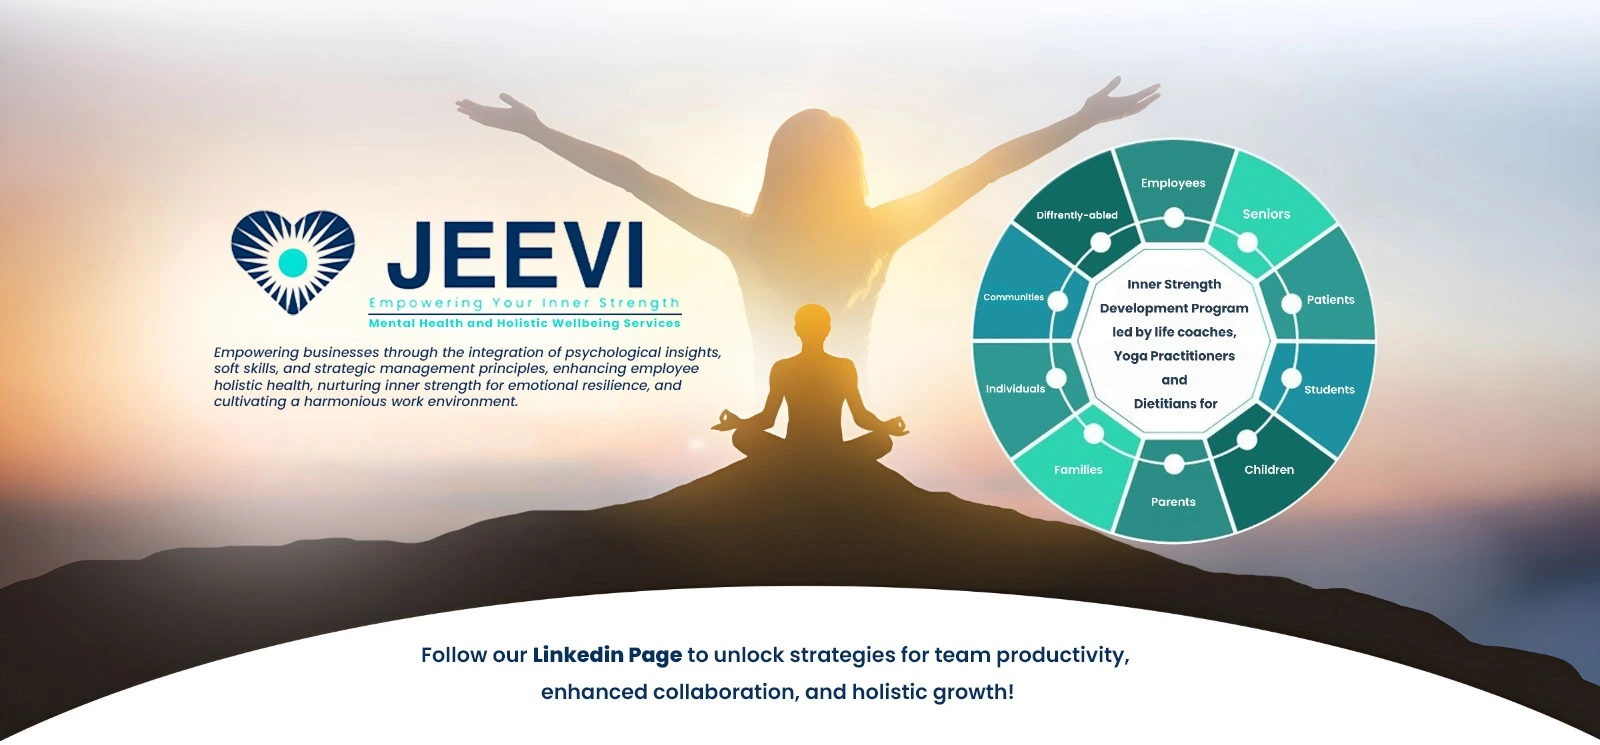 JEEVI
Empowering Your Inner Strength
Mental Health and Holistic Wellbeing Services
Empowering businesses through the integration of psychological insights,
soft skills, and strategic management principles, enhancing employee
holistic health, nurturing inner strength for emotional resilience, and
cultivating a harmonious work environment.
Inner Strength
Development Program
led by life coaches,
Yoga Practitioners
and
Dietitians for
Employees
Seniors
Patients
Students
Children
Parents
Families
Individuals
Communities
Diffrently-abled
Follow our Linkedin Page to unlock strategies for team productivity,
enhanced collaboration, and holistic growth!